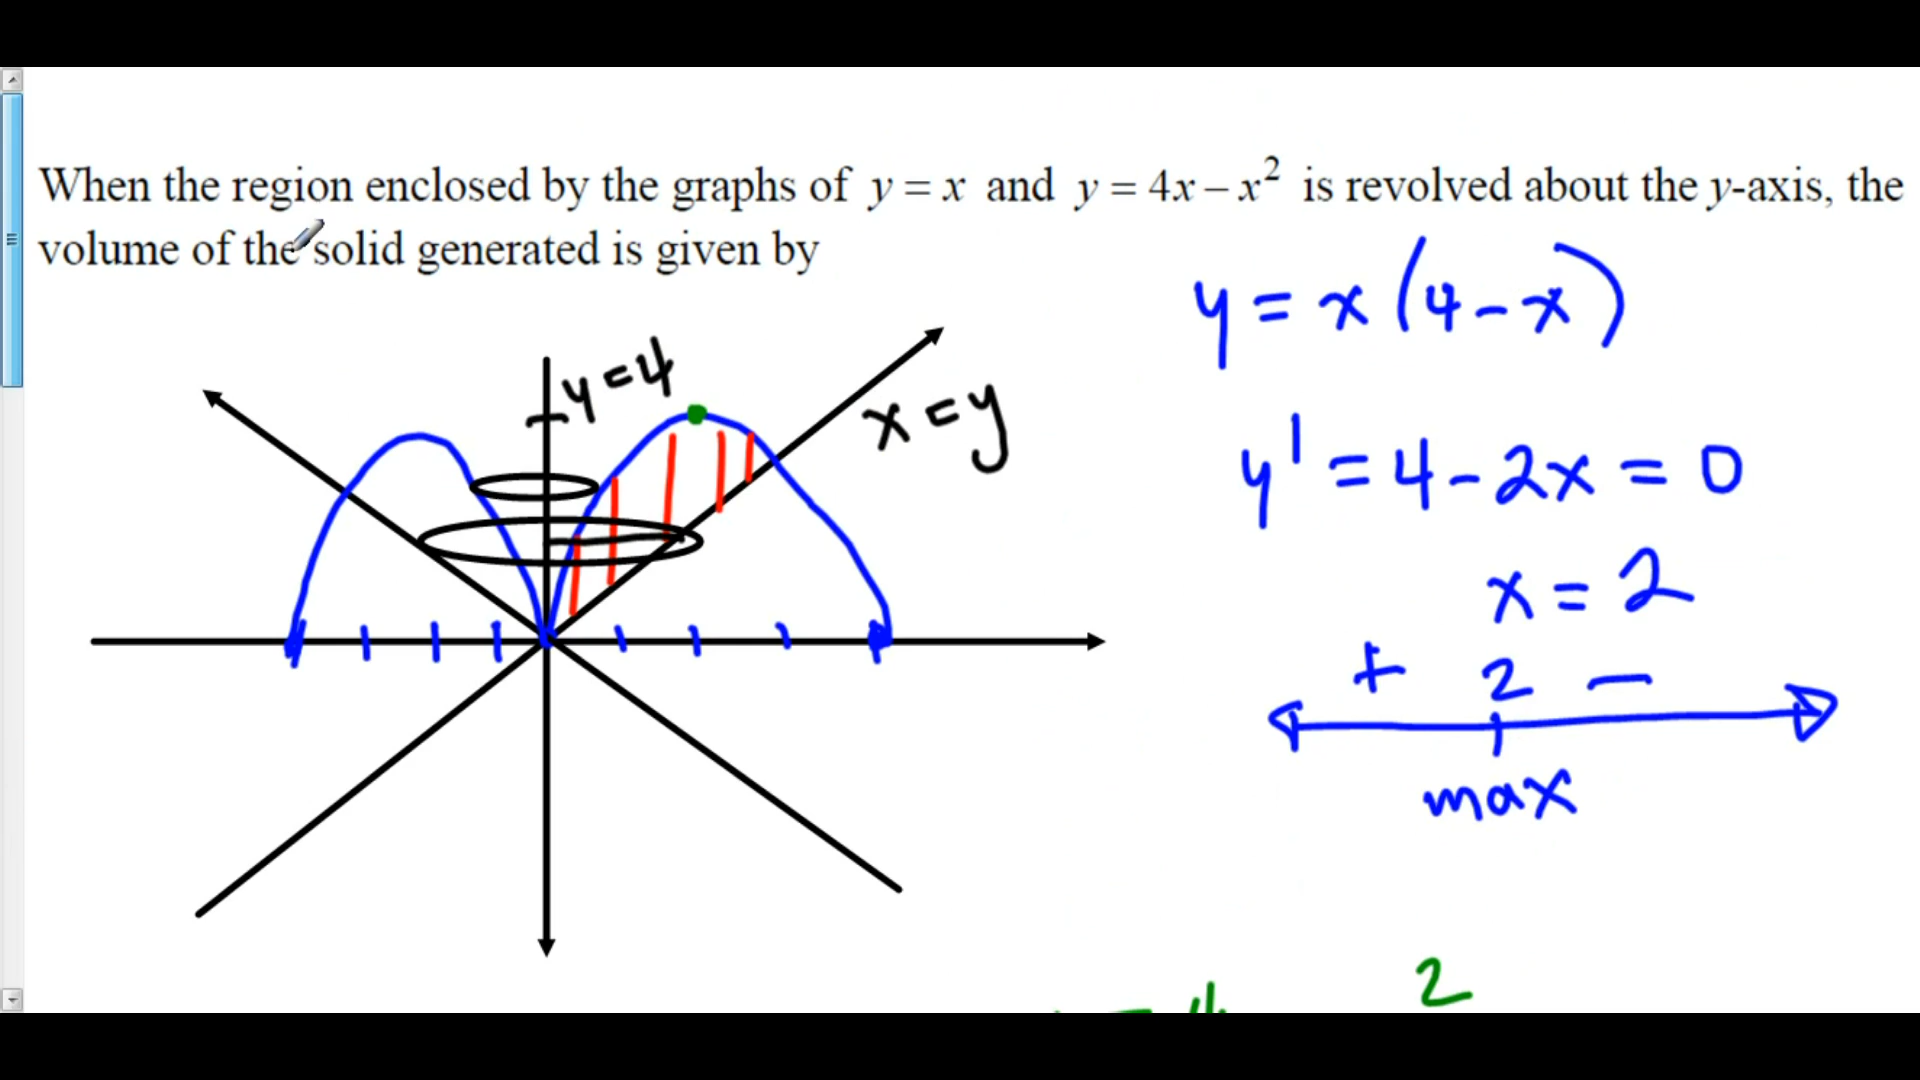 When the region enclosed by the graphs of y = x and y = 4x – x² is revolved about the y-axis, the
volume of the solid generated is given by
y = x (4 – x)
y = 4
x = y
y' = 4 – 2x = 0
x = 2
+ 2 –
max
2